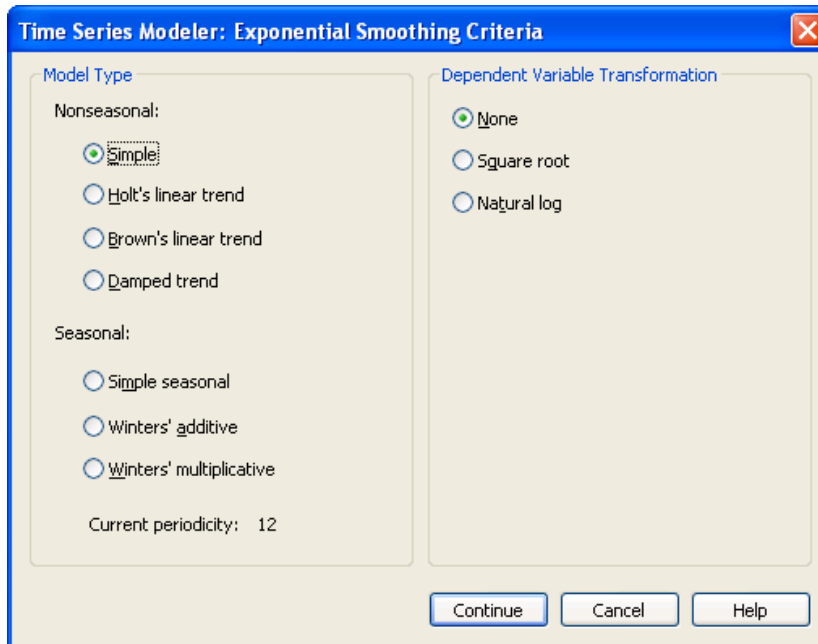 Time Series Modeler: Exponential Smoothing Criteria
Model Type
Nonseasonal:
Simple
Holt's linear trend
Brown's linear trend
Damped trend
Seasonal:
Simple seasonal
Winters' additive
Winters' multiplicative
Current periodicity: 12
Dependent Variable Transformation
None
Square root
Natural log
Continue
Cancel
Help